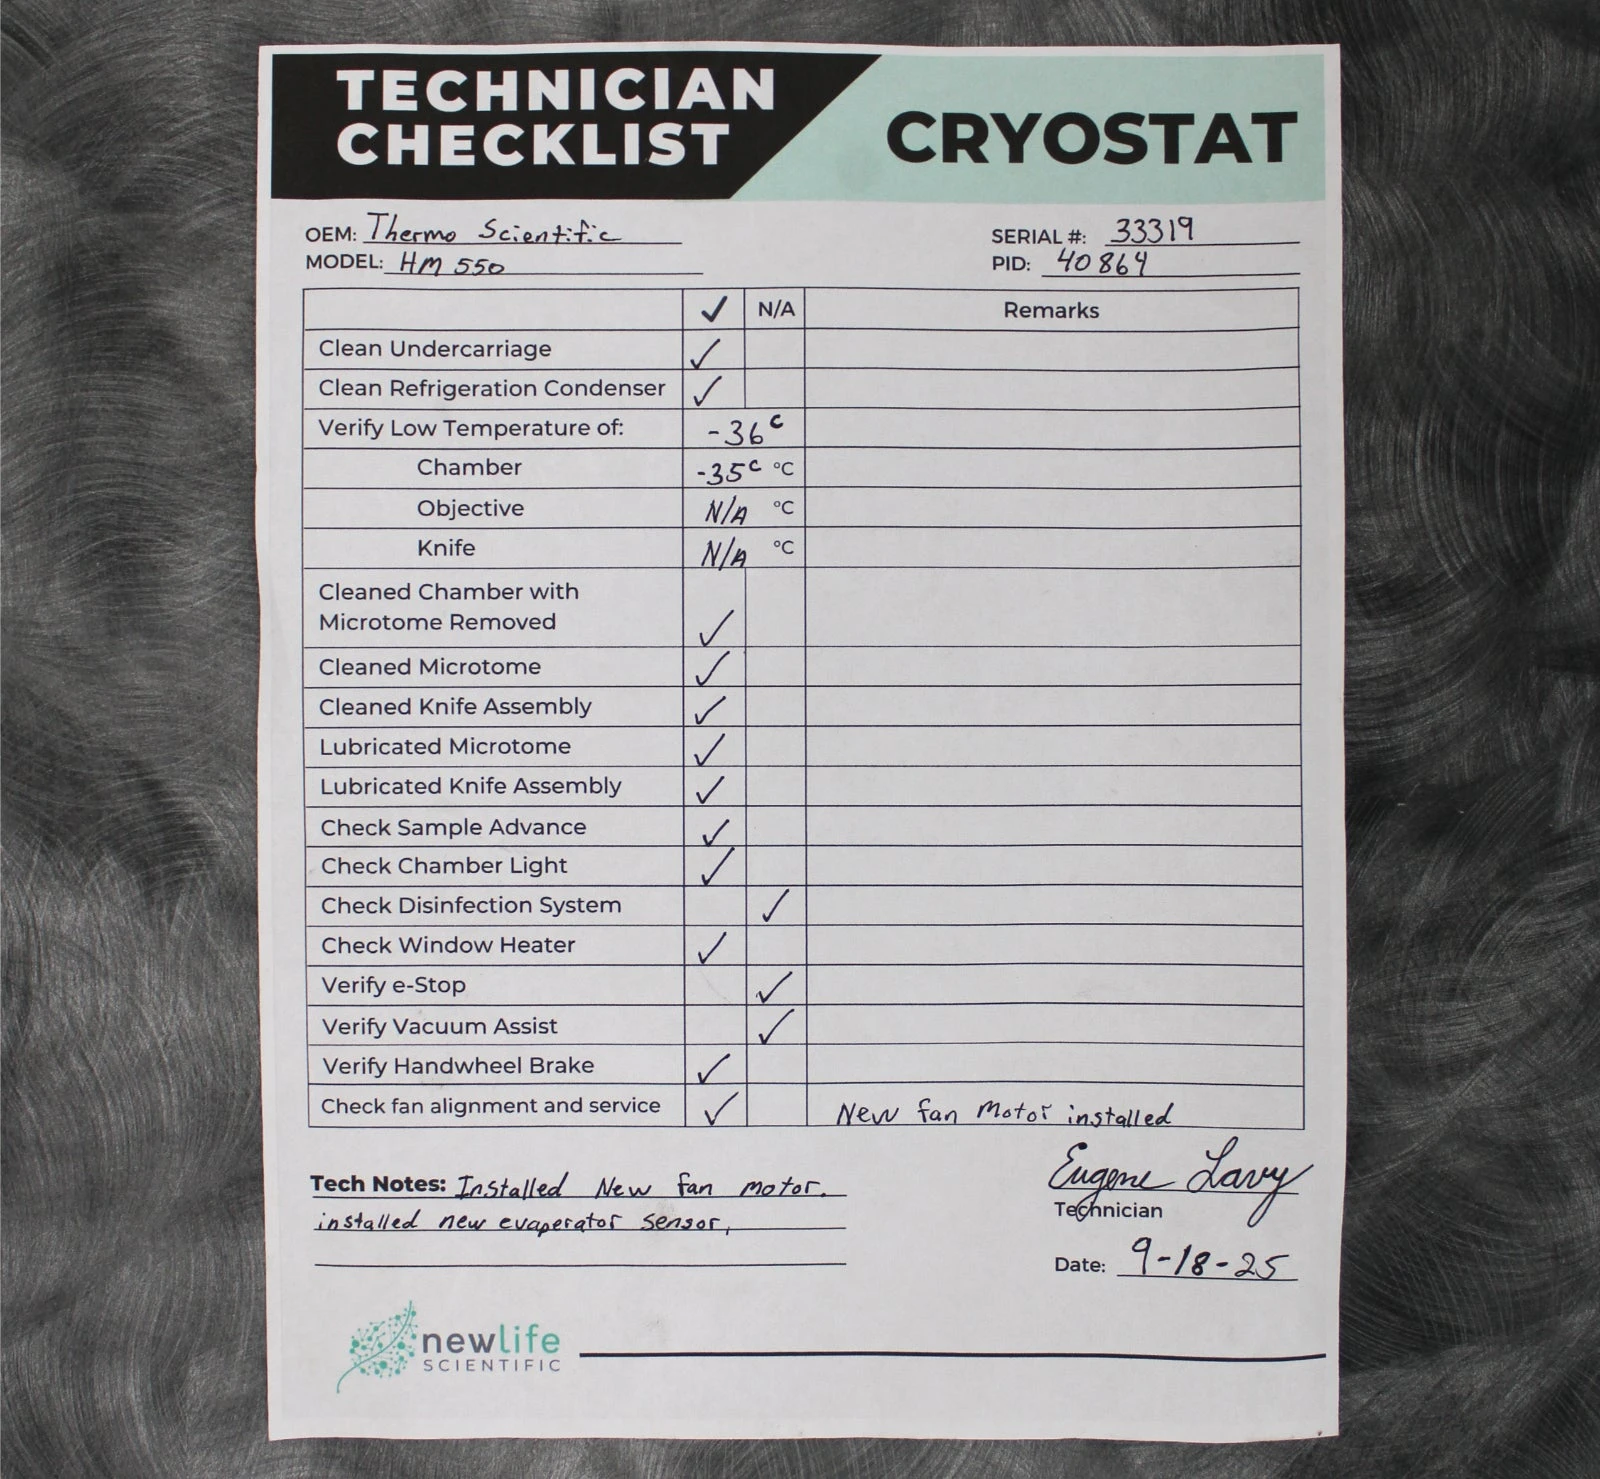 TECHNICIAN
CHECKLIST
CRYOSTAT
OEM: Thermo Scientific
MODEL: HM 550
SERIAL #: 33319
PID: 40864
✓ N/A Remarks
Clean Undercarriage ✓
Clean Refrigeration Condenser ✓
Verify Low Temperature of: -36 c
Chamber -35 c °C
Objective N/A °C
Knife N/A °C
Cleaned Chamber with
Microtome Removed ✓
Cleaned Microtome ✓
Cleaned Knife Assembly ✓
Lubricated Microtome ✓
Lubricated Knife Assembly ✓
Check Sample Advance ✓
Check Chamber Light ✓
Check Disinfection System ✓
Check Window Heater ✓
Verify e-Stop ✓
Verify Vacuum Assist ✓
Verify Handwheel Brake ✓
Check fan alignment and service ✓ New fan motor installed
Tech Notes: Installed New fan motor.
installed new evaperator sensor,
Eugene Lavy
Technician
Date: 9-18-25
newlife
SCIENTIFIC